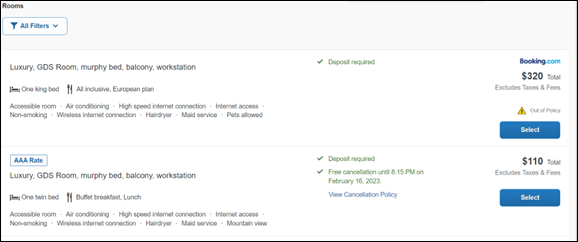 Rooms
All Filters
Luxury, GDS Room, murphy bed, balcony, workstation
One king bed All inclusive, European plan
Accessible room · Air conditioning · High speed internet connection · Internet access ·
Non-smoking · Wireless internet connection · Hairdryer · Maid service · Pets allowed
Deposit required
Booking.com
$320 Total
Excludes Taxes & Fees
Out of Policy
Select
AAA Rate
Luxury, GDS Room, murphy bed, balcony, workstation
One twin bed Buffet breakfast, Lunch
Accessible room · Air conditioning · High speed internet connection · Internet access ·
Non-smoking · Wireless internet connection · Hairdryer · Maid service · Mountain view
Deposit required
Free cancellation until 8:15 PM on
February 16, 2023.
View Cancellation Policy
$110 Total
Excludes Taxes & Fees
Select